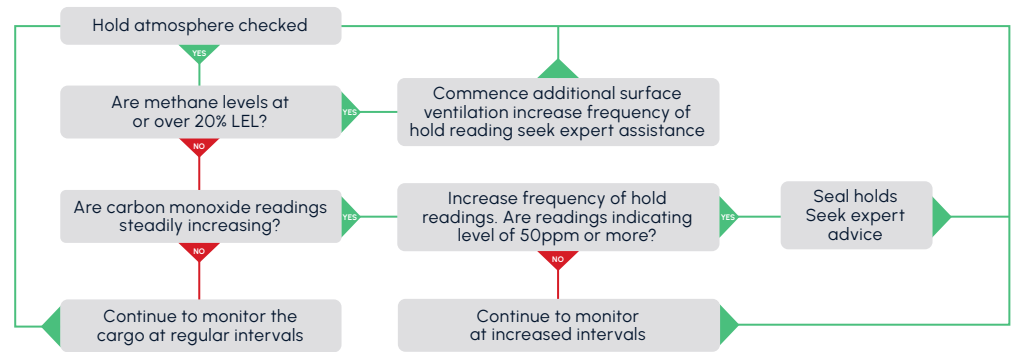 Hold atmosphere checked
YES
Are methane levels at
or over 20% LEL?
YES
Commence additional surface
ventilation increase frequency of
hold reading seek expert assistance
NO
Are carbon monoxide readings
steadily increasing?
YES
Increase frequency of hold
readings. Are readings indicating
level of 50ppm or more?
YES
Seal holds
Seek expert
advice
NO
NO
Continue to monitor the
cargo at regular intervals
Continue to monitor
at increased intervals